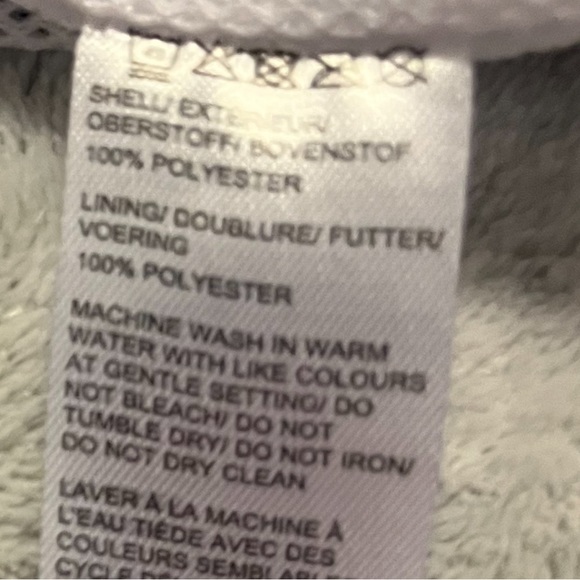 SHELL/ EXTERIEUR/
OBERSTOFF/ BOVENSTOF
100% POLYESTER
LINING/ DOUBLURE/ FUTTER/
VOERING
100% POLYESTER
MACHINE WASH IN WARM
WATER WITH LIKE COLOURS
AT GENTLE SETTING/ DO
NOT BLEACH/ DO NOT
TUMBLE DRY/ DO NOT IRON/
DO NOT DRY CLEAN
LAVER À LA MACHINE À
L'EAU TIÈDE AVEC DES
COULEURS SEMBLABLE
CYCLE